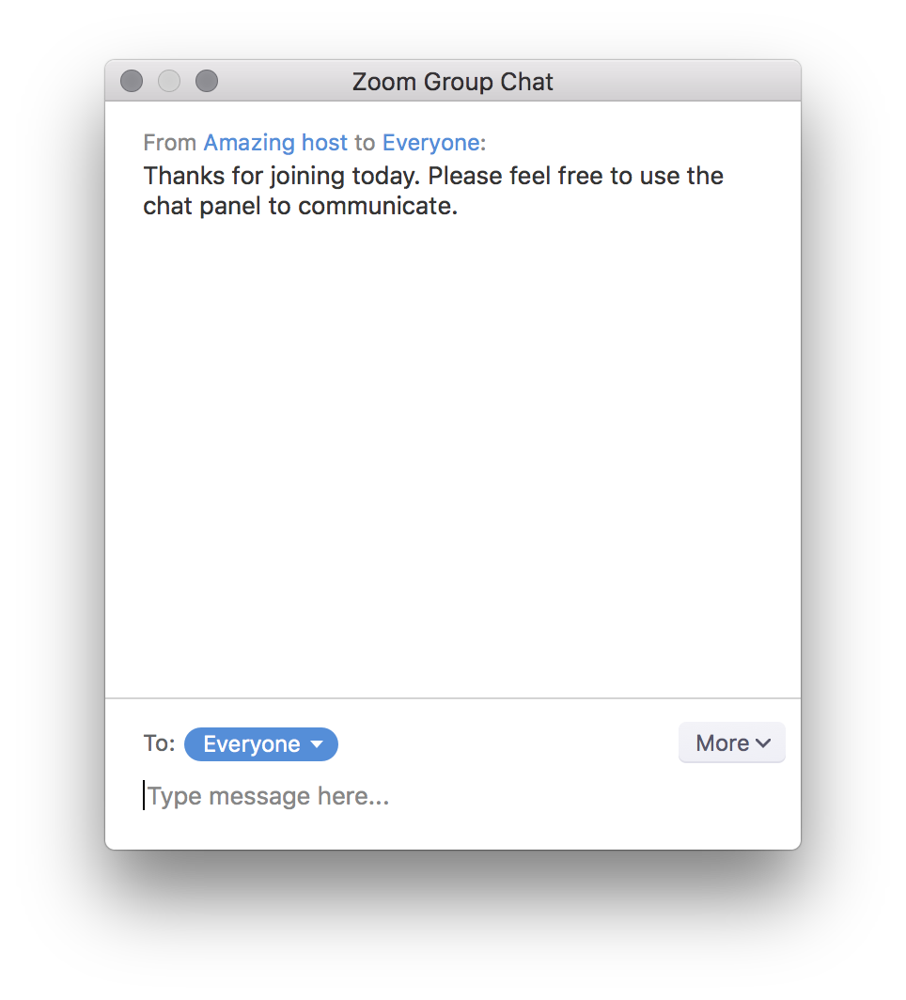 Zoom Group Chat
From Amazing host to Everyone:
Thanks for joining today. Please feel free to use the
chat panel to communicate.
To: Everyone
More
Type message here...